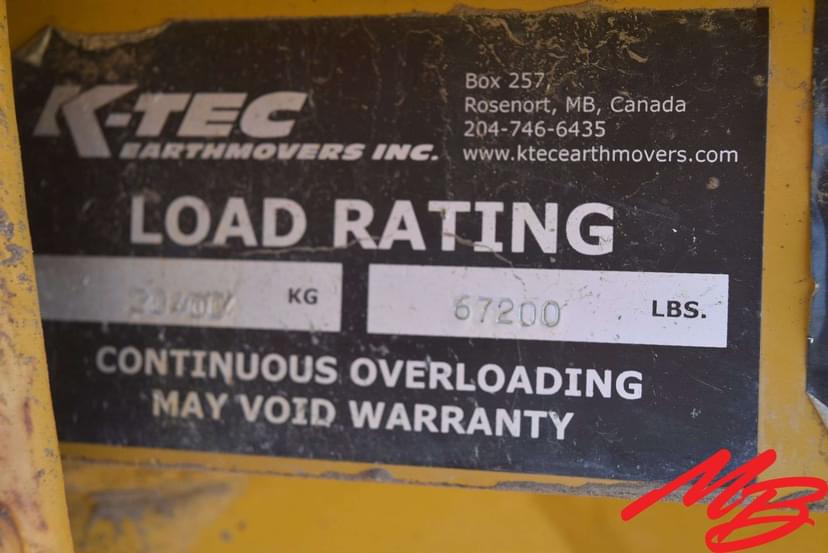 K-TEC
EARTHMOVERS INC.
Box 257
Rosenort, MB, Canada
204-746-6435
www.ktecearthmovers.com
LOAD RATING
KG
67200 LBS.
CONTINUOUS OVERLOADING
MAY VOID WARRANTY
MB